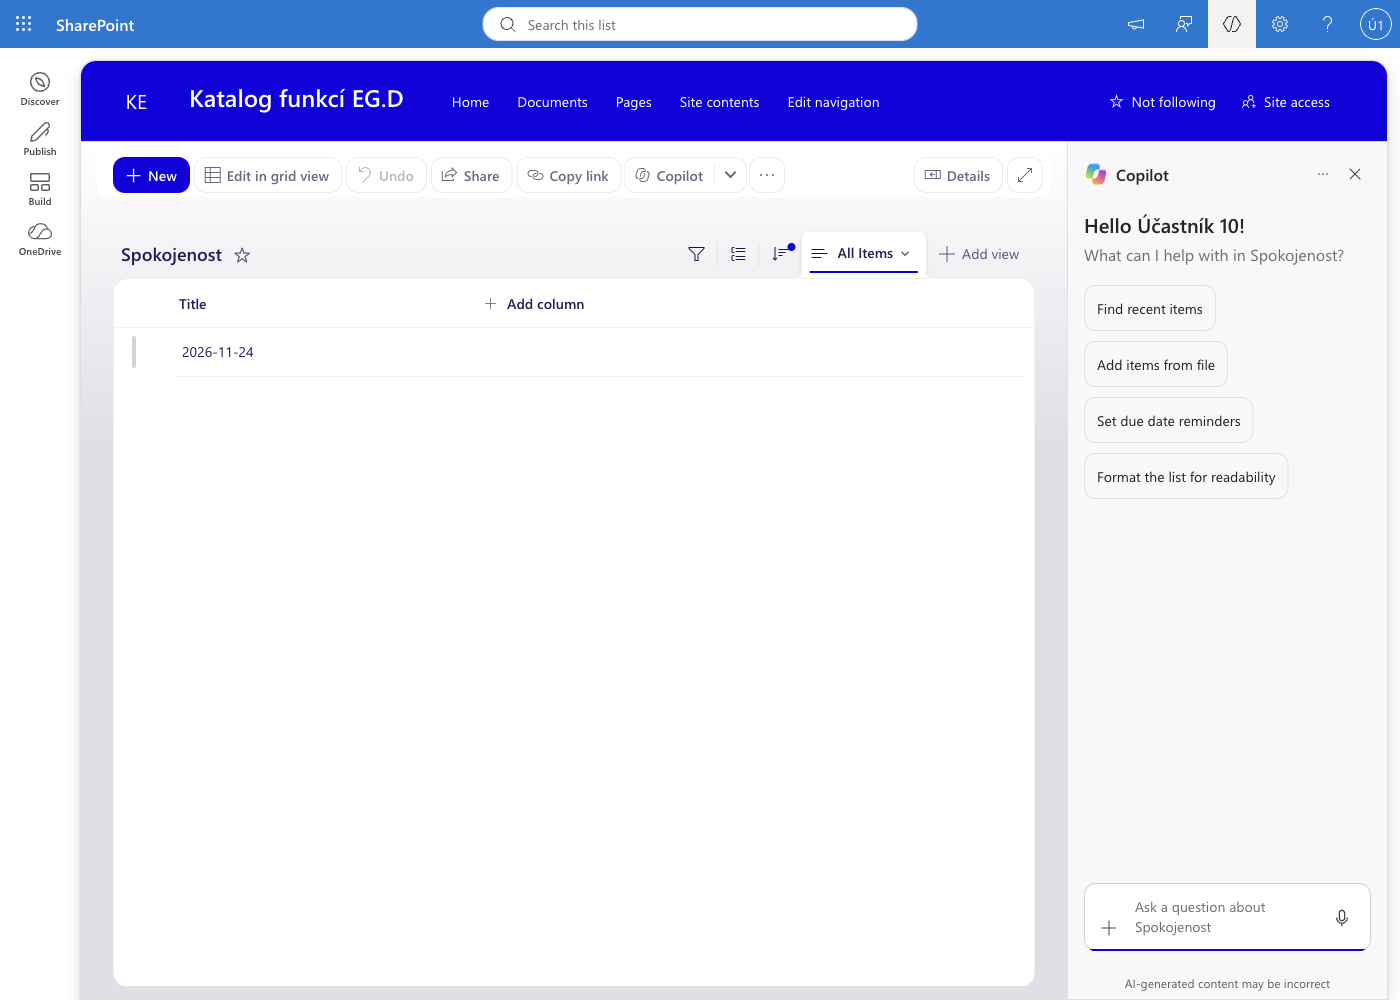 SharePoint
Search this list
Ú1
Discover
Publish
Build
OneDrive
KE
Katalog funkcí EG.D
Home
Documents
Pages
Site contents
Edit navigation
Not following
Site access
New
Edit in grid view
Undo
Share
Copy link
Copilot
Details
Spokojenost
All Items
Add view
Title
Add column
2026-11-24
Copilot
Hello Účastník 10!
What can I help with in Spokojenost?
Find recent items
Add items from file
Set due date reminders
Format the list for readability
Ask a question about
Spokojenost
AI-generated content may be incorrect